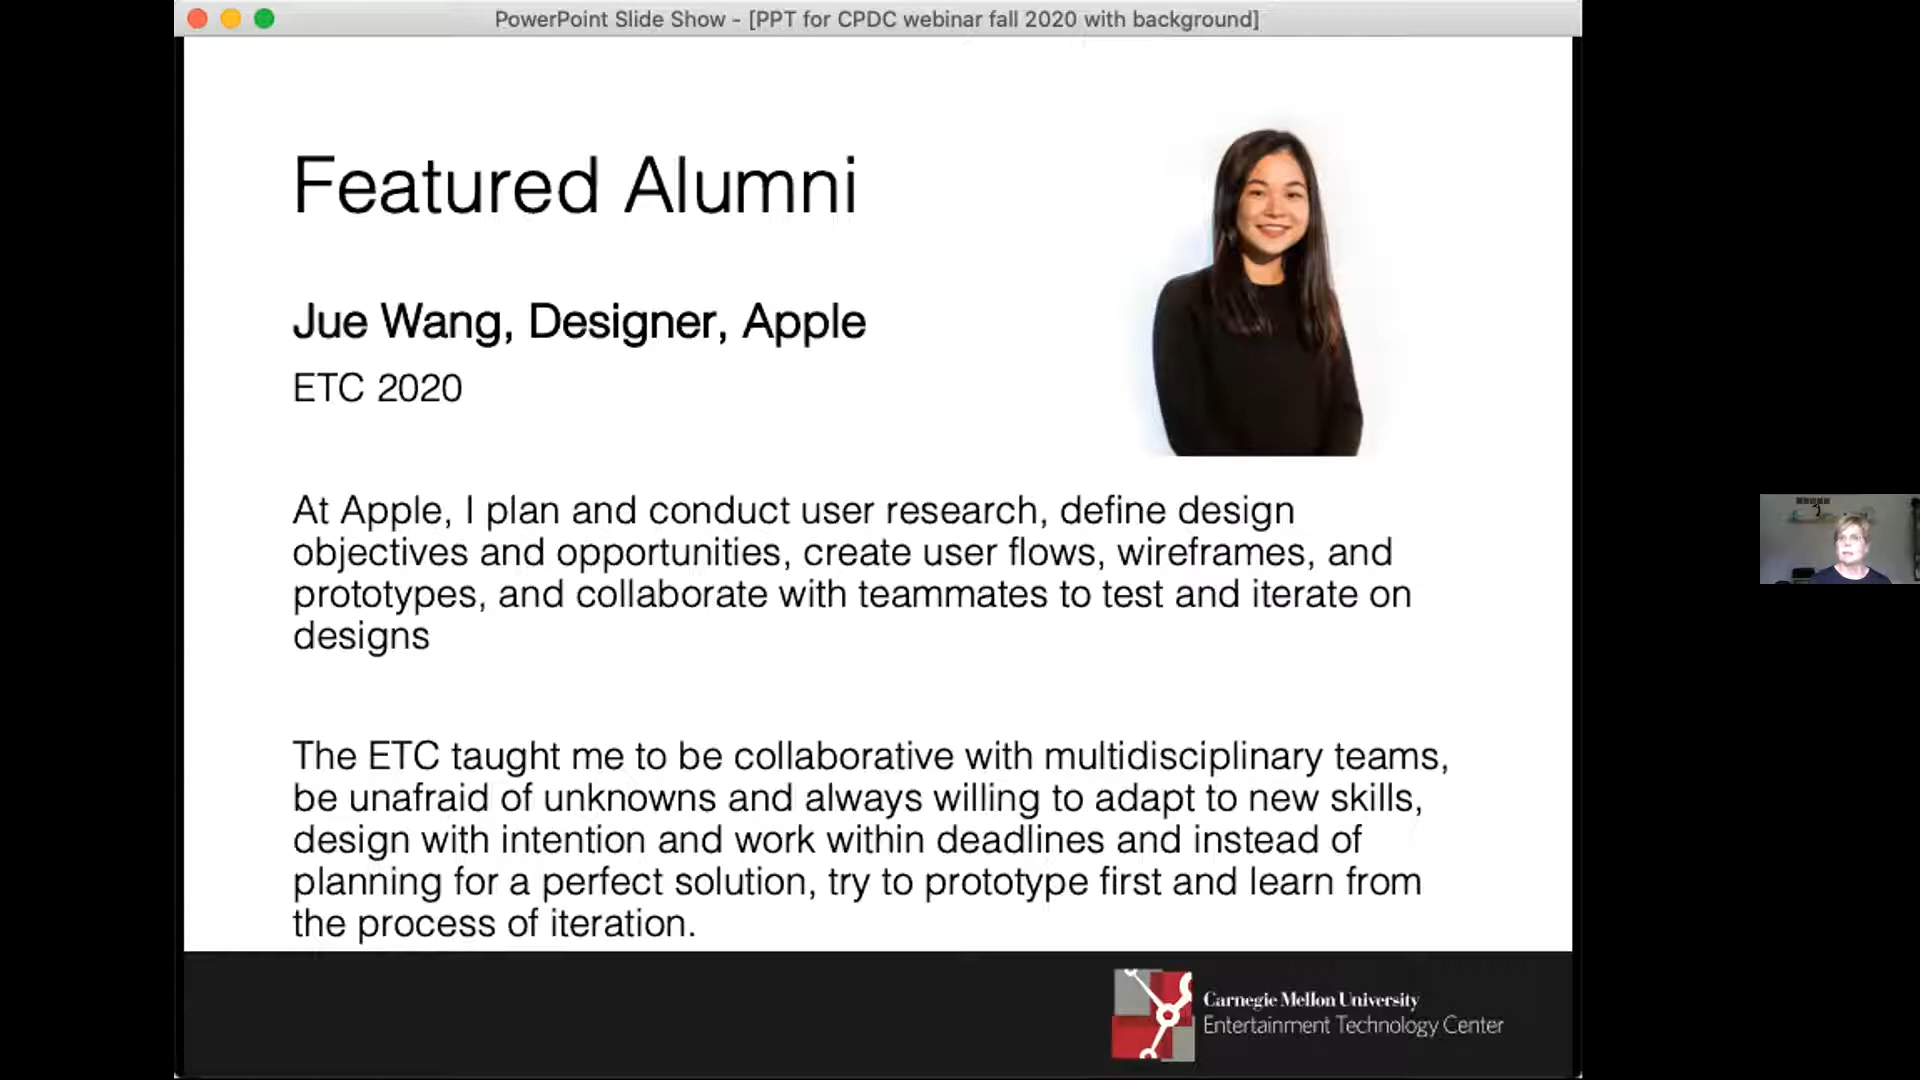 PowerPoint Slide Show - [PPT for CPDC webinar fall 2020 with background]
Featured Alumni
Jue Wang, Designer, Apple
ETC 2020
At Apple, I plan and conduct user research, define design
objectives and opportunities, create user flows, wireframes, and
prototypes, and collaborate with teammates to test and iterate on
designs
The ETC taught me to be collaborative with multidisciplinary teams,
be unafraid of unknowns and always willing to adapt to new skills,
design with intention and work within deadlines and instead of
planning for a perfect solution, try to prototype first and learn from
the process of iteration.
Carnegie Mellon University
Entertainment Technology Center